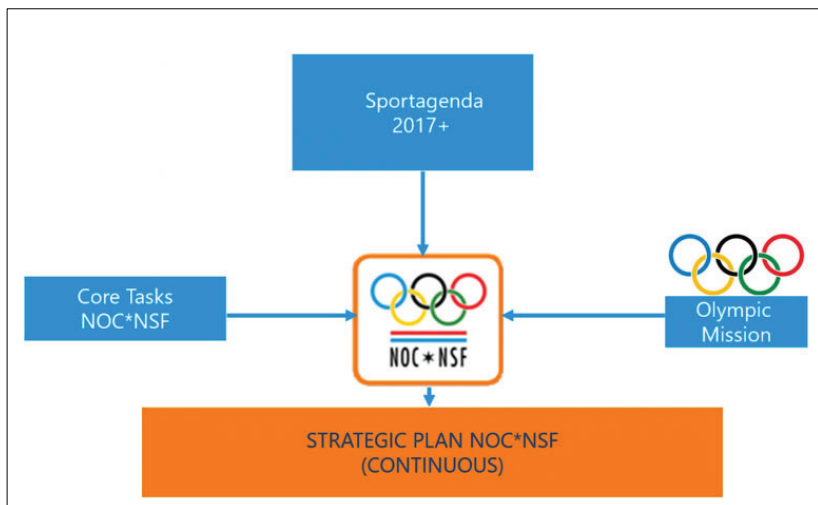 Sportagenda
2017+
Core Tasks
NOC*NSF
NOC*NSF
Olympic
Mission
STRATEGIC PLAN NOC*NSF
(CONTINUOUS)